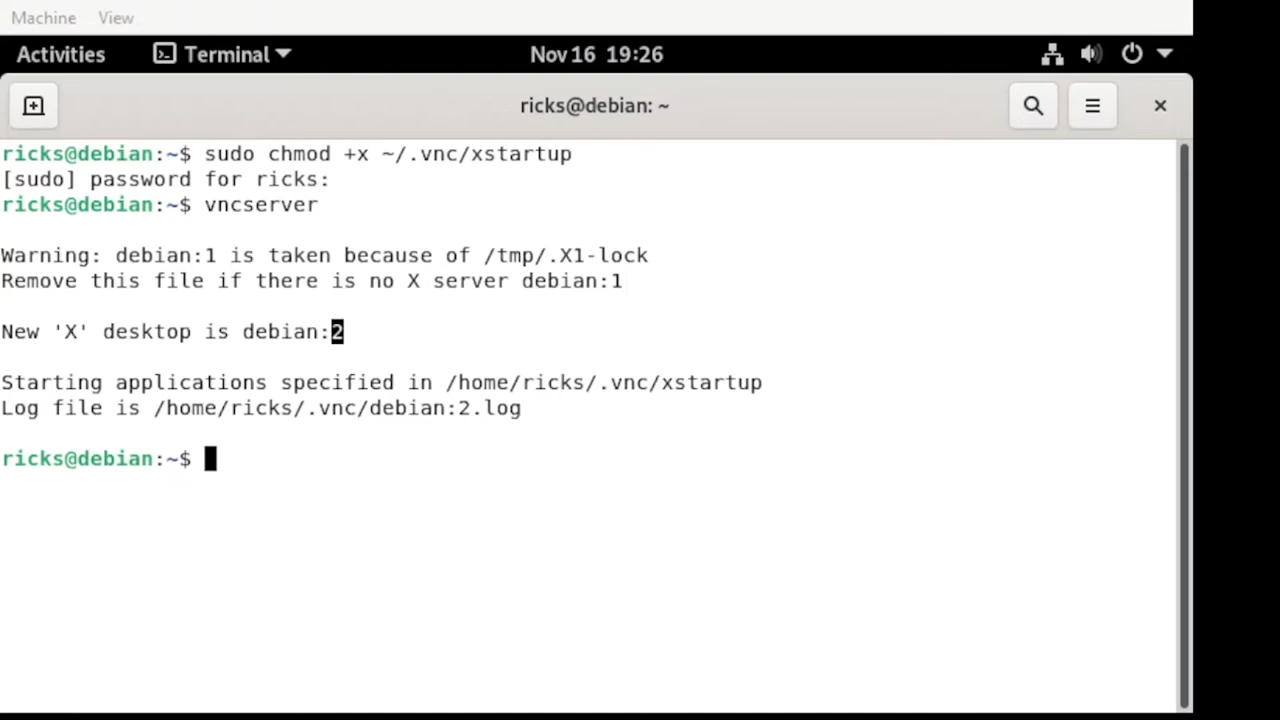 Machine View
Activities Terminal Nov 16 19:26
ricks@debian: ~
ricks@debian:~$ sudo chmod +x ~/.vnc/xstartup
[sudo] password for ricks:
ricks@debian:~$ vncserver
Warning: debian:1 is taken because of /tmp/.X1-lock
Remove this file if there is no X server debian:1
New 'X' desktop is debian:2
Starting applications specified in /home/ricks/.vnc/xstartup
Log file is /home/ricks/.vnc/debian:2.log
ricks@debian:~$